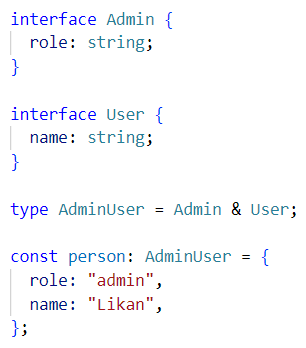 interface Admin {
  role: string;
}

interface User {
  name: string;
}

type AdminUser = Admin & User;

const person: AdminUser = {
  role: "admin",
  name: "Likan",
};